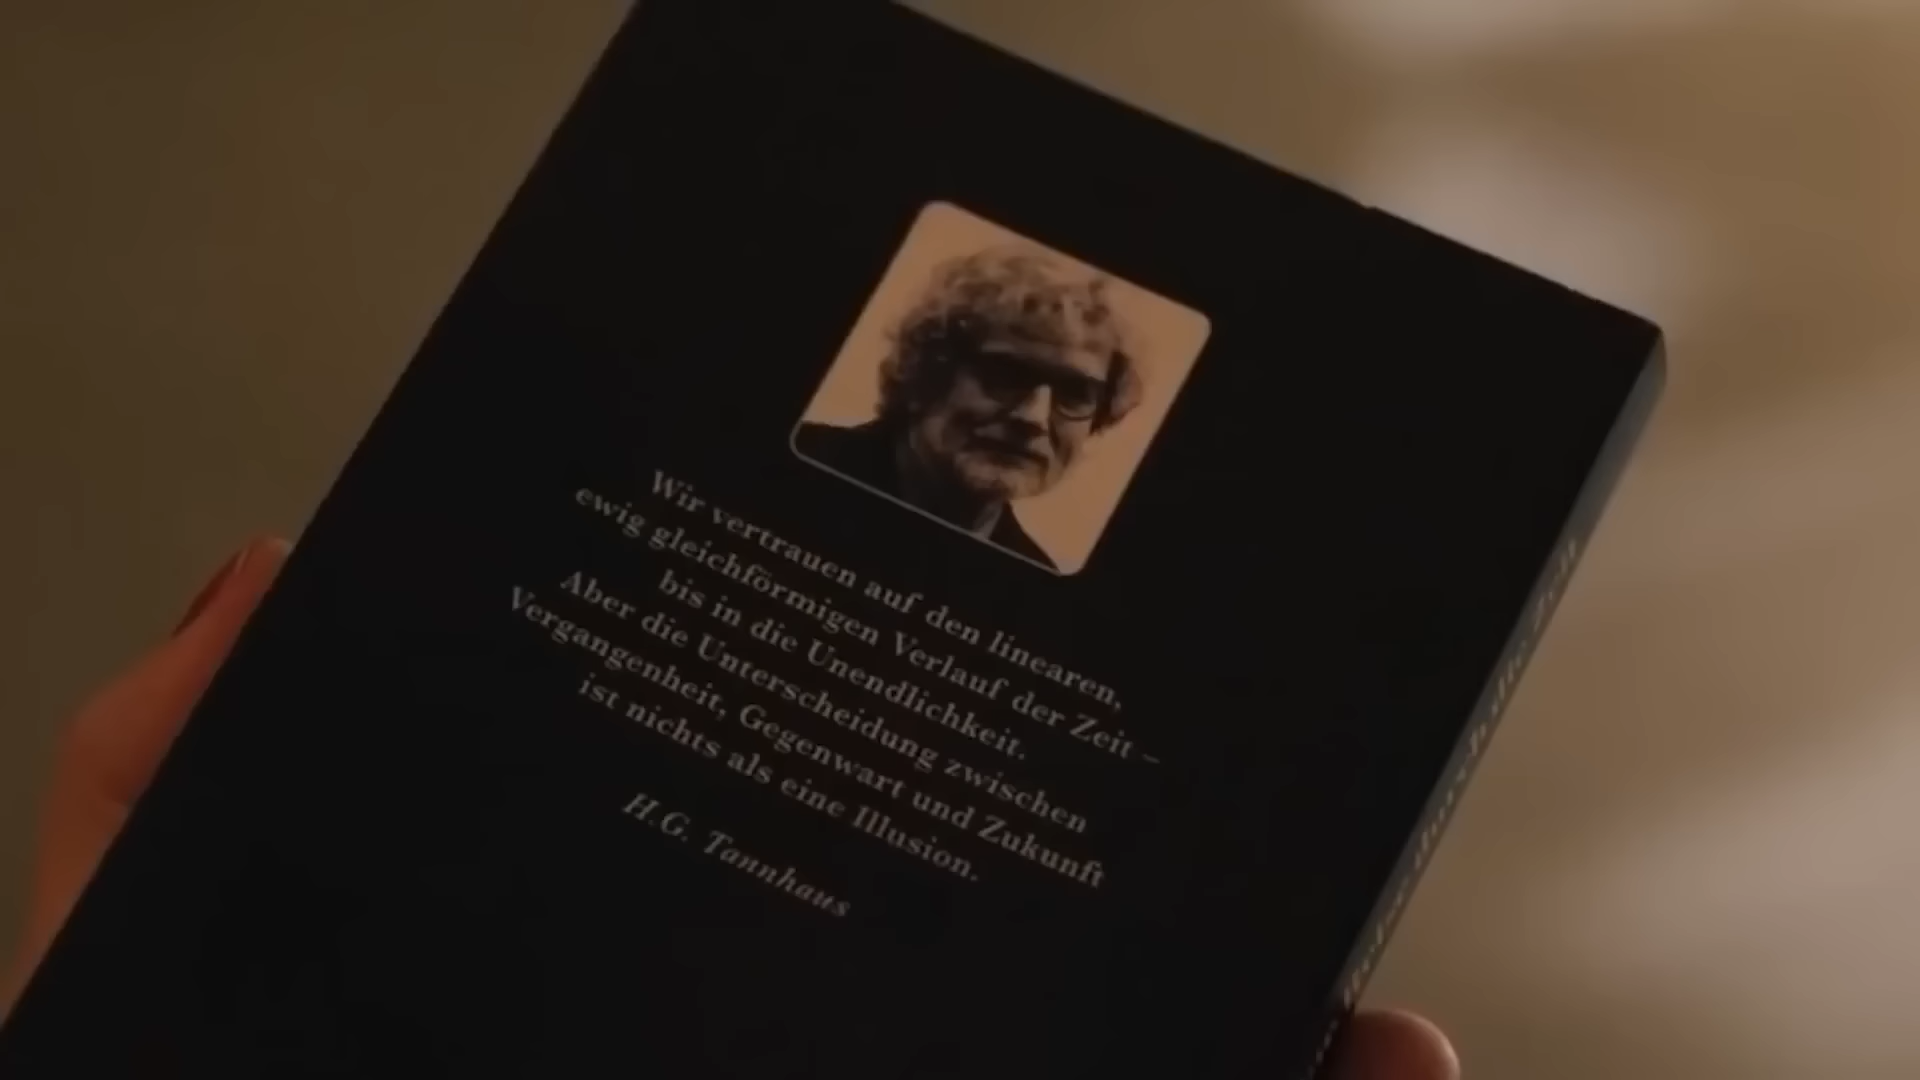 Wir vertrauen auf den linearen,
ewig gleichförmigen Verlauf der Zeit –
bis in die Unendlichkeit.
Aber die Unterscheidung zwischen
Vergangenheit, Gegenwart und Zukunft
ist nichts als eine Illusion.
H.G. Tannhaus